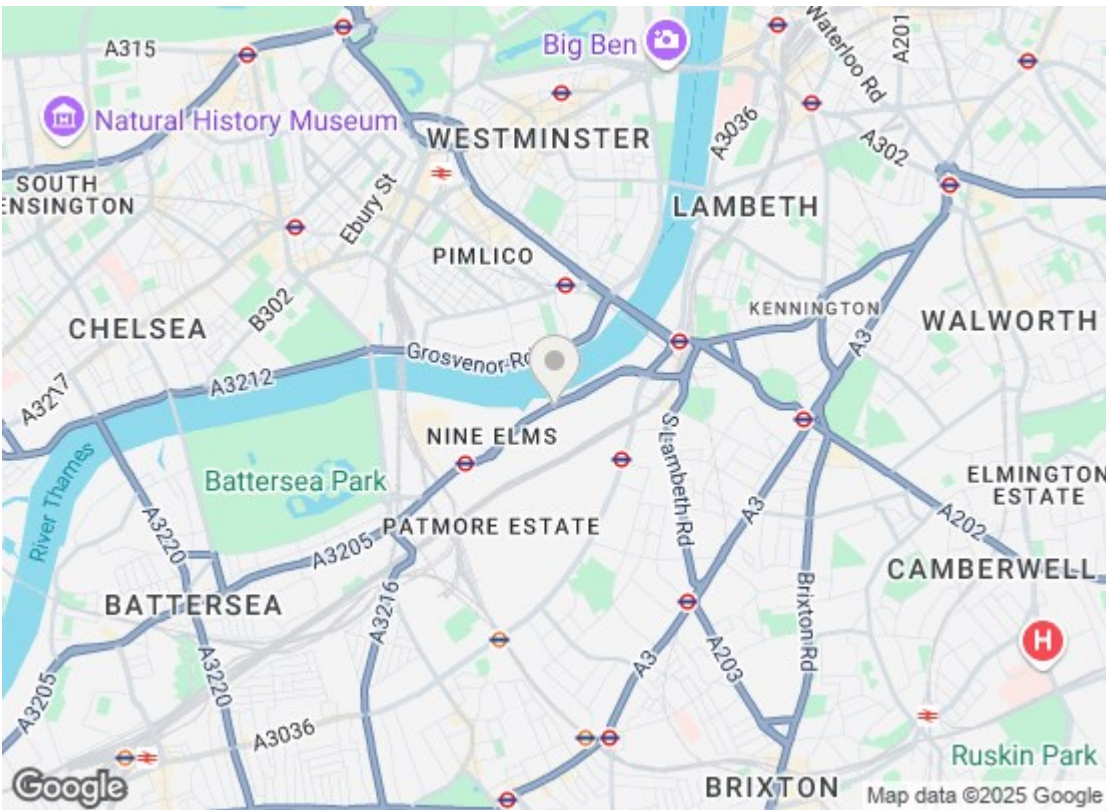 A315
Big Ben
Waterloo Rd
A201
Natural History Museum
WESTMINSTER
A3036
A302
SOUTH
ENSINGTON
Ebury St
LAMBETH
PIMLICO
B302
KENNINGTON
CHELSEA
WALWORTH
Grosvenor Rd
A3
A3212
A3217
NINE ELMS
S Lambeth Rd
River Thames
Battersea Park
ELMINGTON
ESTATE
A3220
PATMORE ESTATE
A3
A202
A3205
CAMBERWELL
BATTERSEA
A3216
Brixton Rd
H
A3220
A3
A203
A3205
A3036
Ruskin Park
Google
BRIXTON
Map data ©2025 Google